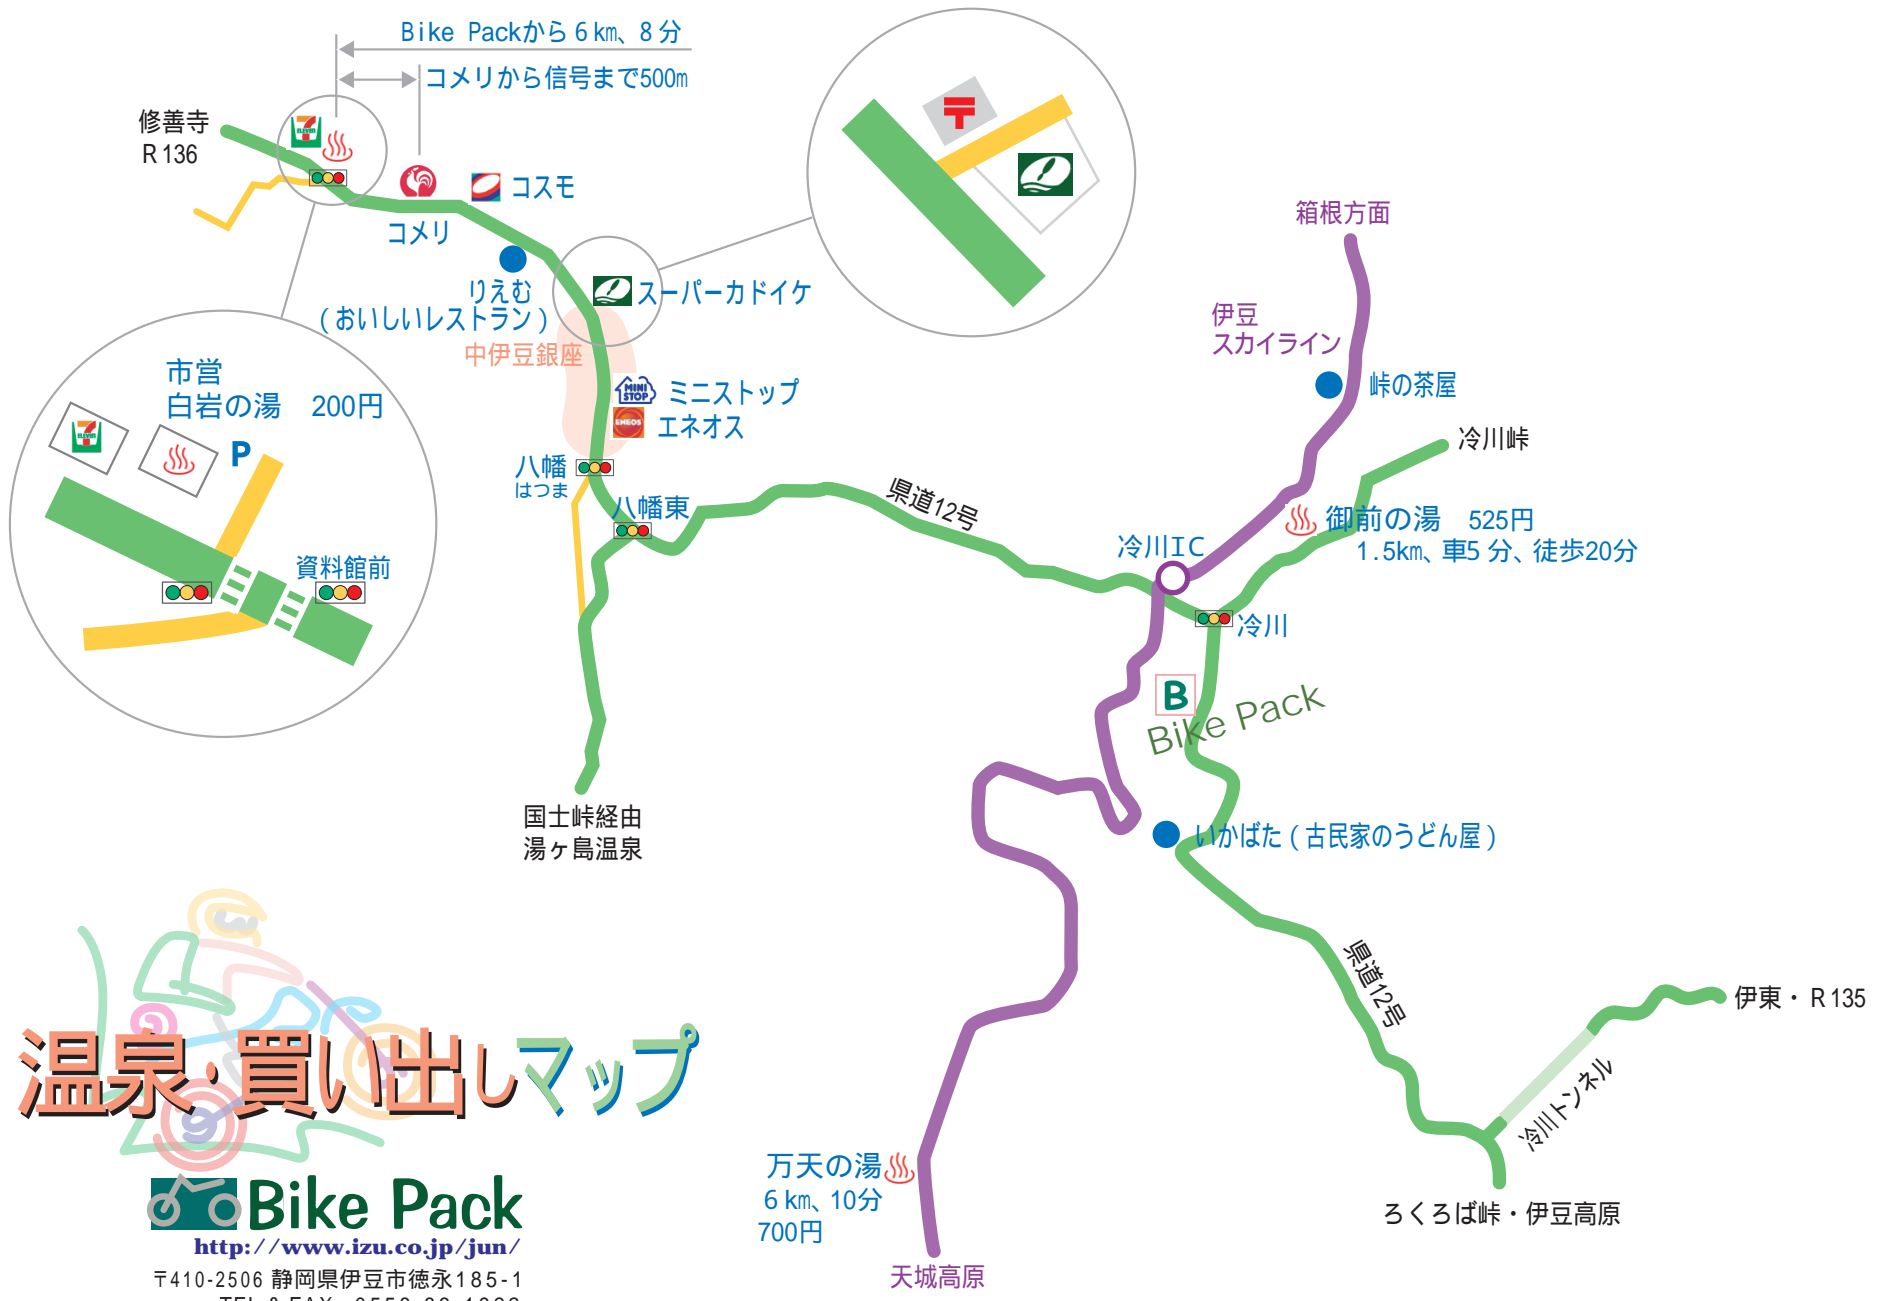 Bike Packから6km、8分
コメリから信号まで500m
修善寺
R136
7
ELEVEN
コメリ
コスモ
りえむ
(おいしいレストラン)
スーパーカドイケ
中伊豆銀座
MINI
STOP
ミニストップ
ENEOS
エネオス
八幡
はつま
八幡東
市営
白岩の湯 200円
7
ELEVEN
P
資料館前
〒
県道12号
国士峠経由
湯ヶ島温泉
箱根方面
伊豆
スカイライン
峠の茶屋
冷川峠
御前の湯 525円
1.5km、車5分、徒歩20分
冷川IC
冷川
B
Bike Pack
いかばた(古民家のうどん屋)
県道12号
伊東・R135
冷川トンネル
ろくろば峠・伊豆高原
万天の湯
6km、10分
700円
天城高原
温泉・買い出しマップ
Bike Pack
http://www.izu.co.jp/jun/
〒410-2506 静岡県伊豆市徳永185-1